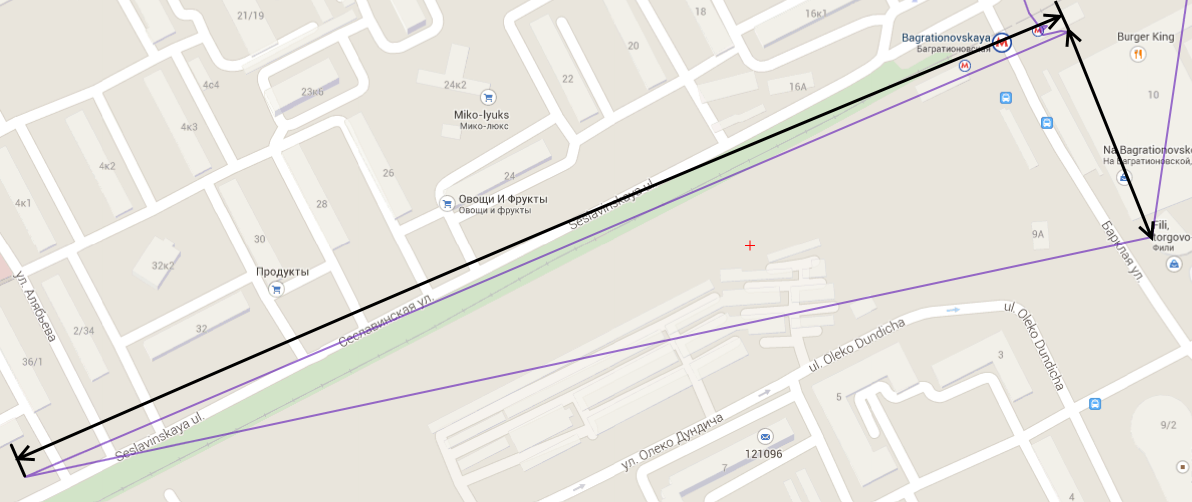 21/19
18
16к1
Burger King
Bagrationovskaya
Багратионовская
20
22
24к2
4с4
23к6
16А
10
Miko-lyuks
Мико-люкс
4к3
4к2
24
26
Na Bagrationovsko
На Багратионовской,
Овощи И Фрукты
Овощи и фрукты
Seslavinskaya ul.
4к1
28
30
9А
Fili,
torgovo-
Фили
Барклая ул.
32к2
Продукты
ул. Алябьева
Сеславинская ул.
2/34
32
36/1
ul. Oleko Dundicha
ul. Oleko Dundicha
3
5
Seslavinskaya ul.
ул. Олеко Дундича
9/2
121096
7
4